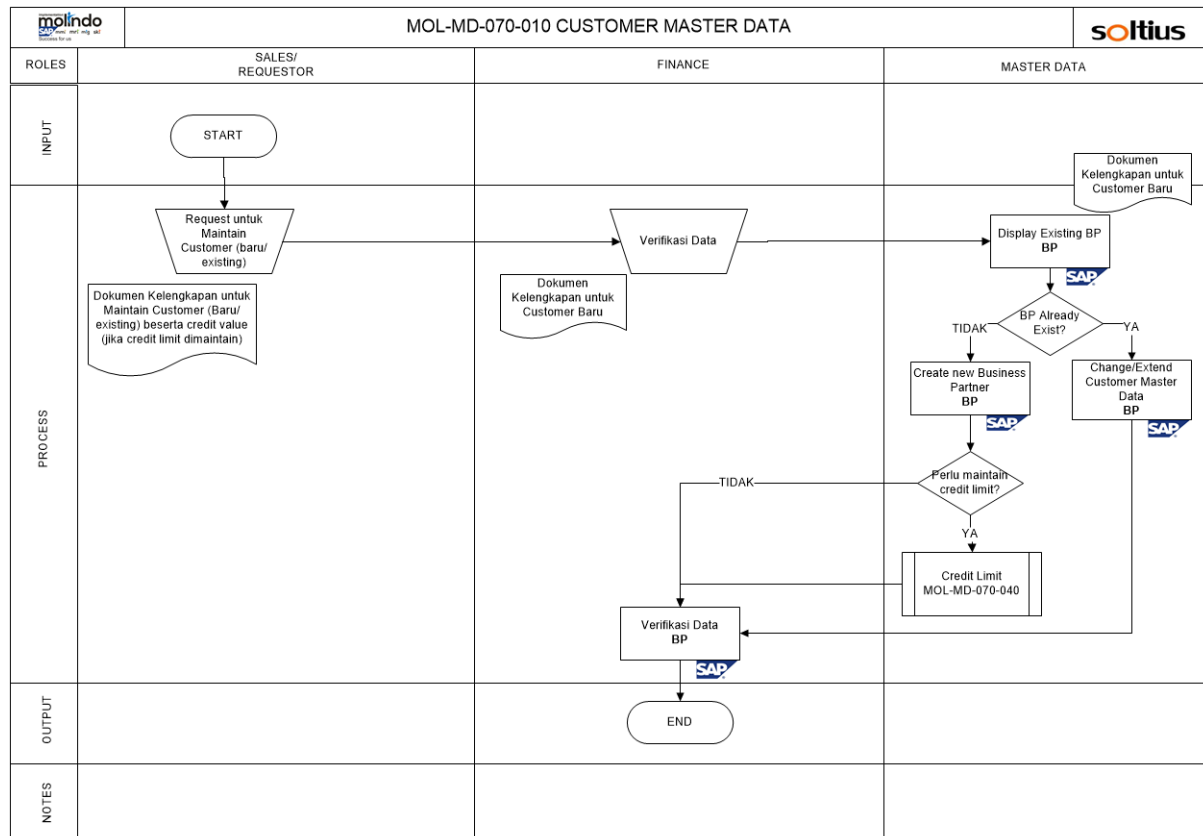 molindo
SAP
MOL-MD-070-010 CUSTOMER MASTER DATA
soltius
ROLES
SALES/
REQUESTOR
FINANCE
MASTER DATA
INPUT
START
Dokumen
Kelengkapan untuk
Customer Baru
PROCESS
Request untuk
Maintain
Customer (baru/
existing)
Verifikasi Data
Display Existing BP
BP
SAP
Dokumen Kelengkapan untuk
Maintain Customer (Baru/
existing) beserta credit value
(jika credit limit dimaintain)
Dokumen
Kelengkapan untuk
Customer Baru
BP Already
Exist?
TIDAK
YA
Create new Business
Partner
BP
SAP
Change/Extend
Customer Master
Data
BP
SAP
Perlu maintain
credit limit?
TIDAK
YA
Credit Limit
MOL-MD-070-040
Verifikasi Data
BP
SAP
OUTPUT
END
NOTES